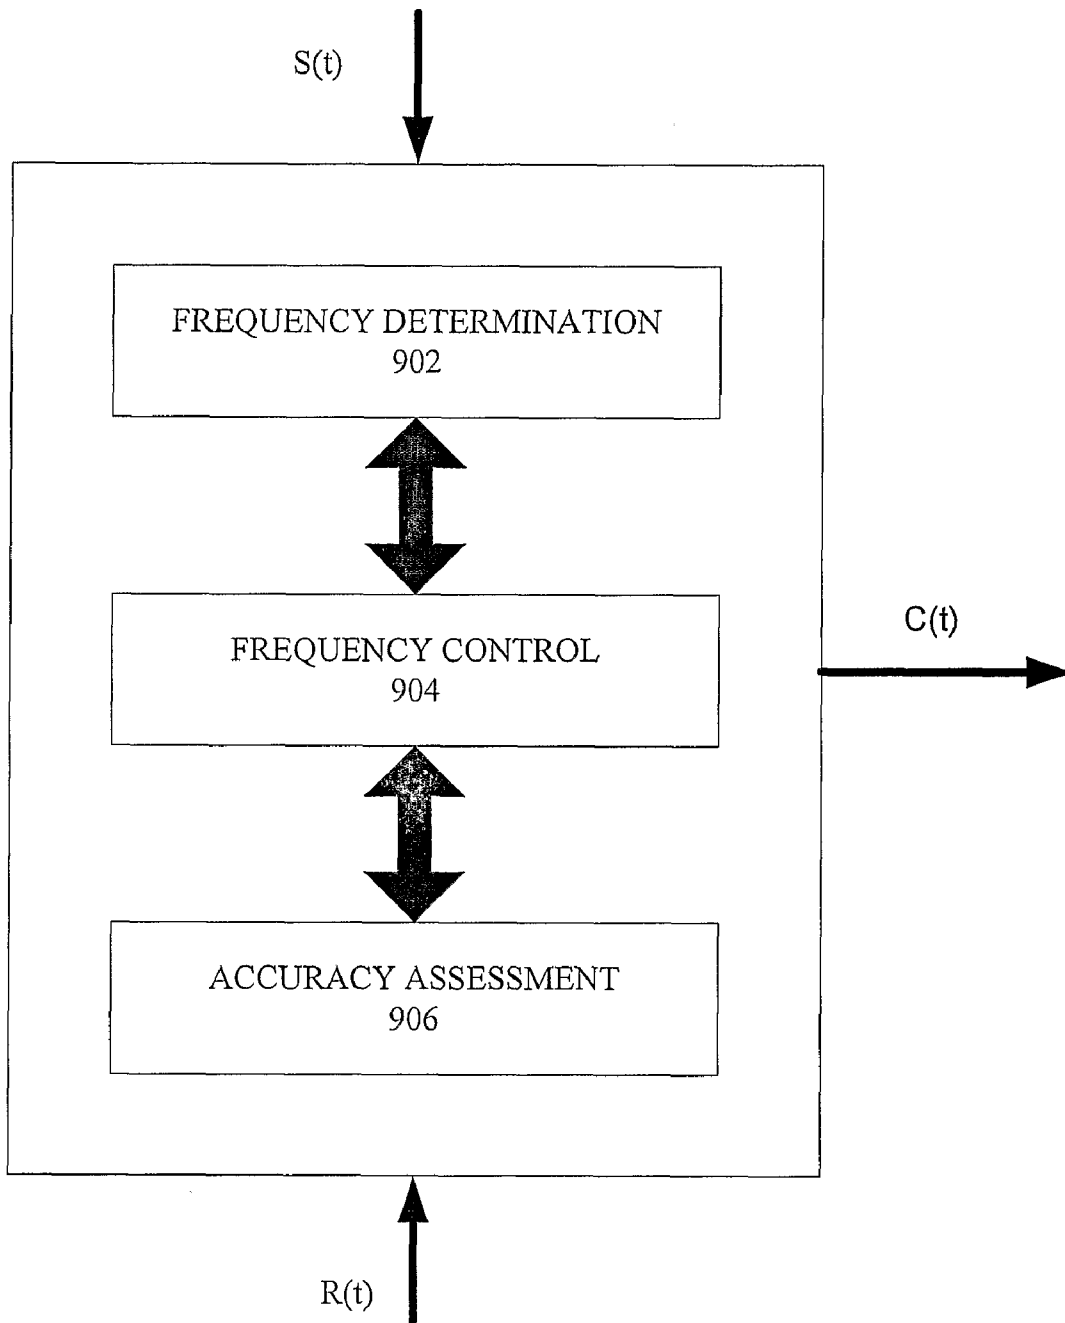 S(t)
FREQUENCY DETERMINATION
902
FREQUENCY CONTROL
904
C(t)
ACCURACY ASSESSMENT
906
R(t)